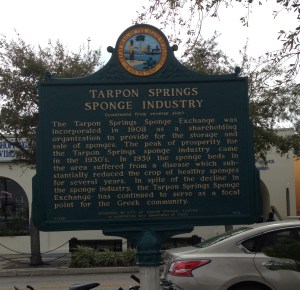 TARPON SPRINGS
SPONGE INDUSTRY
(Continued from reverse side)
The Tarpon Springs Sponge Exchange was
incorporated in 1908 as a shareholding
organization to provide for the storage and
sale of sponges. The peak of prosperity for
the Tarpon Springs sponge industry came
in the 1930's. In 1939 the sponge beds in
the area suffered from a disease which sub-
stantially reduced the crop of healthy sponges
for several years. In spite of the decline in
the sponge industry, the Tarpon Springs Sponge
Exchange has continued to serve as a focal
point for the Greek community.